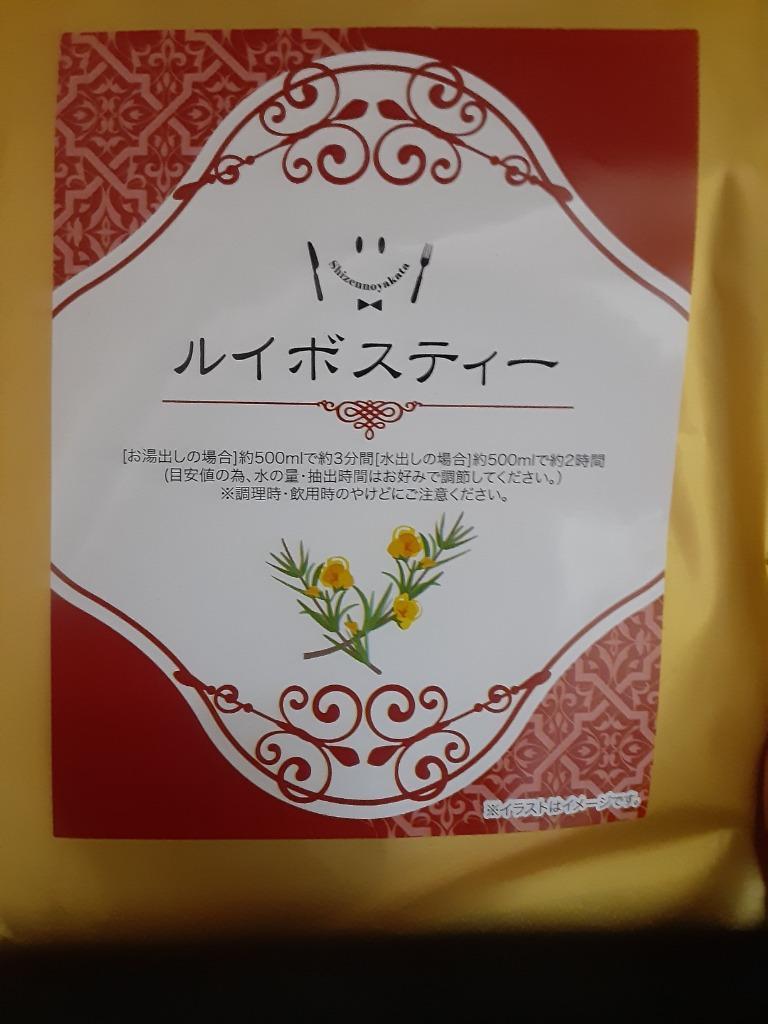 Shizennoyakata
ルイボスティー
[お湯出しの場合]約500mlで約3分間[水出しの場合]約500mlで約2時間
(目安値の為、水の量・抽出時間はお好みで調節してください。)
※調理時・飲用時のやけどにご注意ください。
※イラストはイメージです。